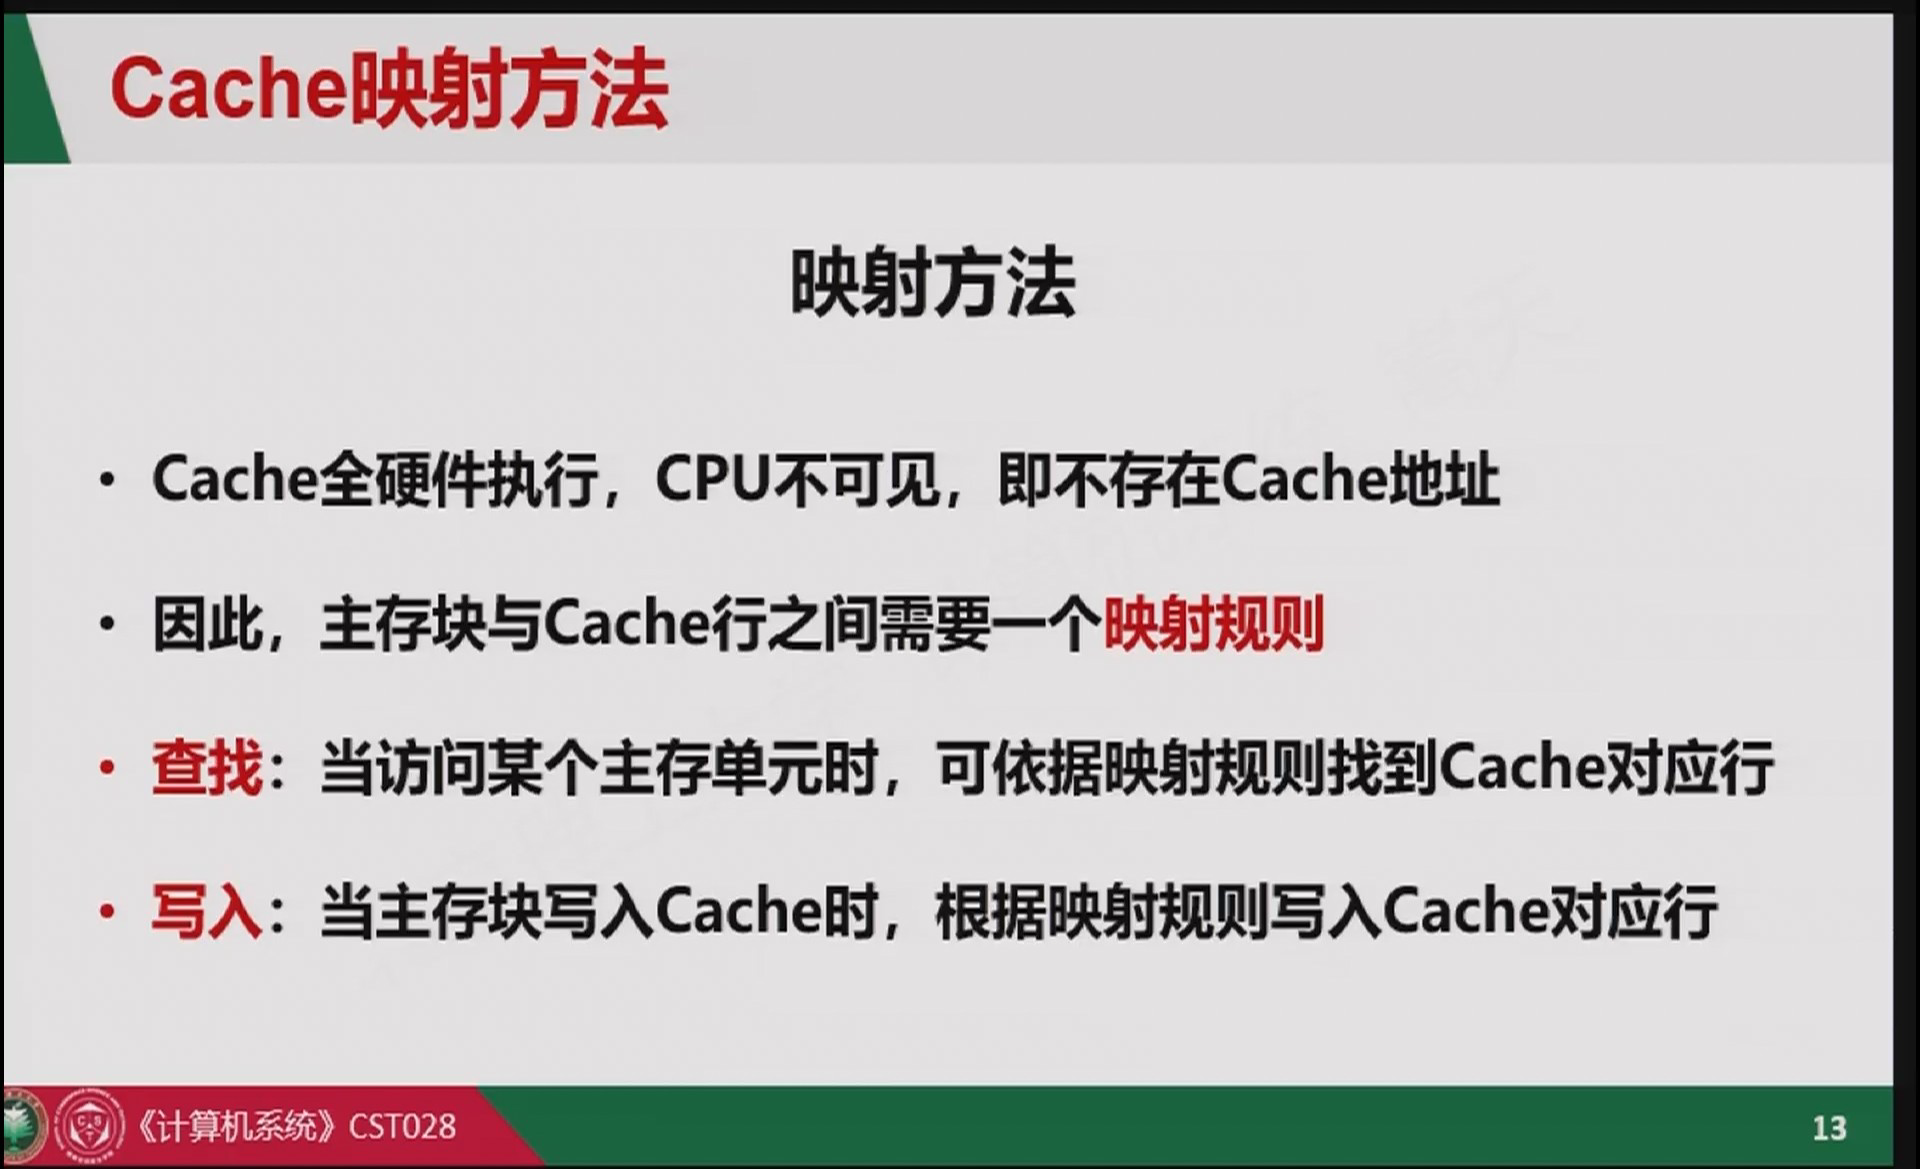 Cache映射方法
映射方法
• Cache全硬件执行，CPU不可见，即不存在Cache地址
• 因此，主存块与Cache行之间需要一个映射规则
• 查找：当访问某个主存单元时，可依据映射规则找到Cache对应行
• 写入：当主存块写入Cache时，根据映射规则写入Cache对应行
《计算机系统》CST028
13